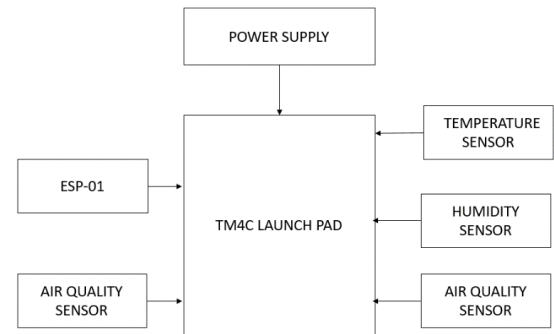 POWER SUPPLY
TEMPERATURE
SENSOR
ESP-01
TM4C LAUNCH PAD
HUMIDITY
SENSOR
AIR QUALITY
SENSOR
AIR QUALITY
SENSOR